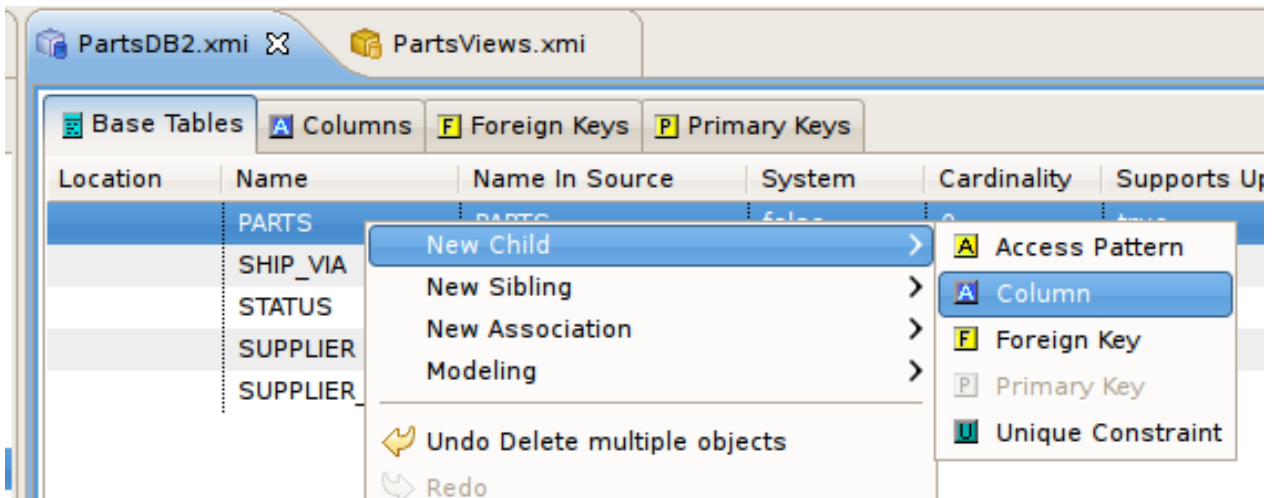 PartsDB2.xmi PartsViews.xmi
Base Tables A Columns F Foreign Keys P Primary Keys
Location Name Name In Source System Cardinality Supports
PARTS
New Child
A Access Pattern
SHIP_VIA
New Sibling
A Column
STATUS
New Association
F Foreign Key
SUPPLIER
Modeling
P Primary Key
SUPPLIER_
Undo Delete multiple objects
U Unique Constraint
Redo